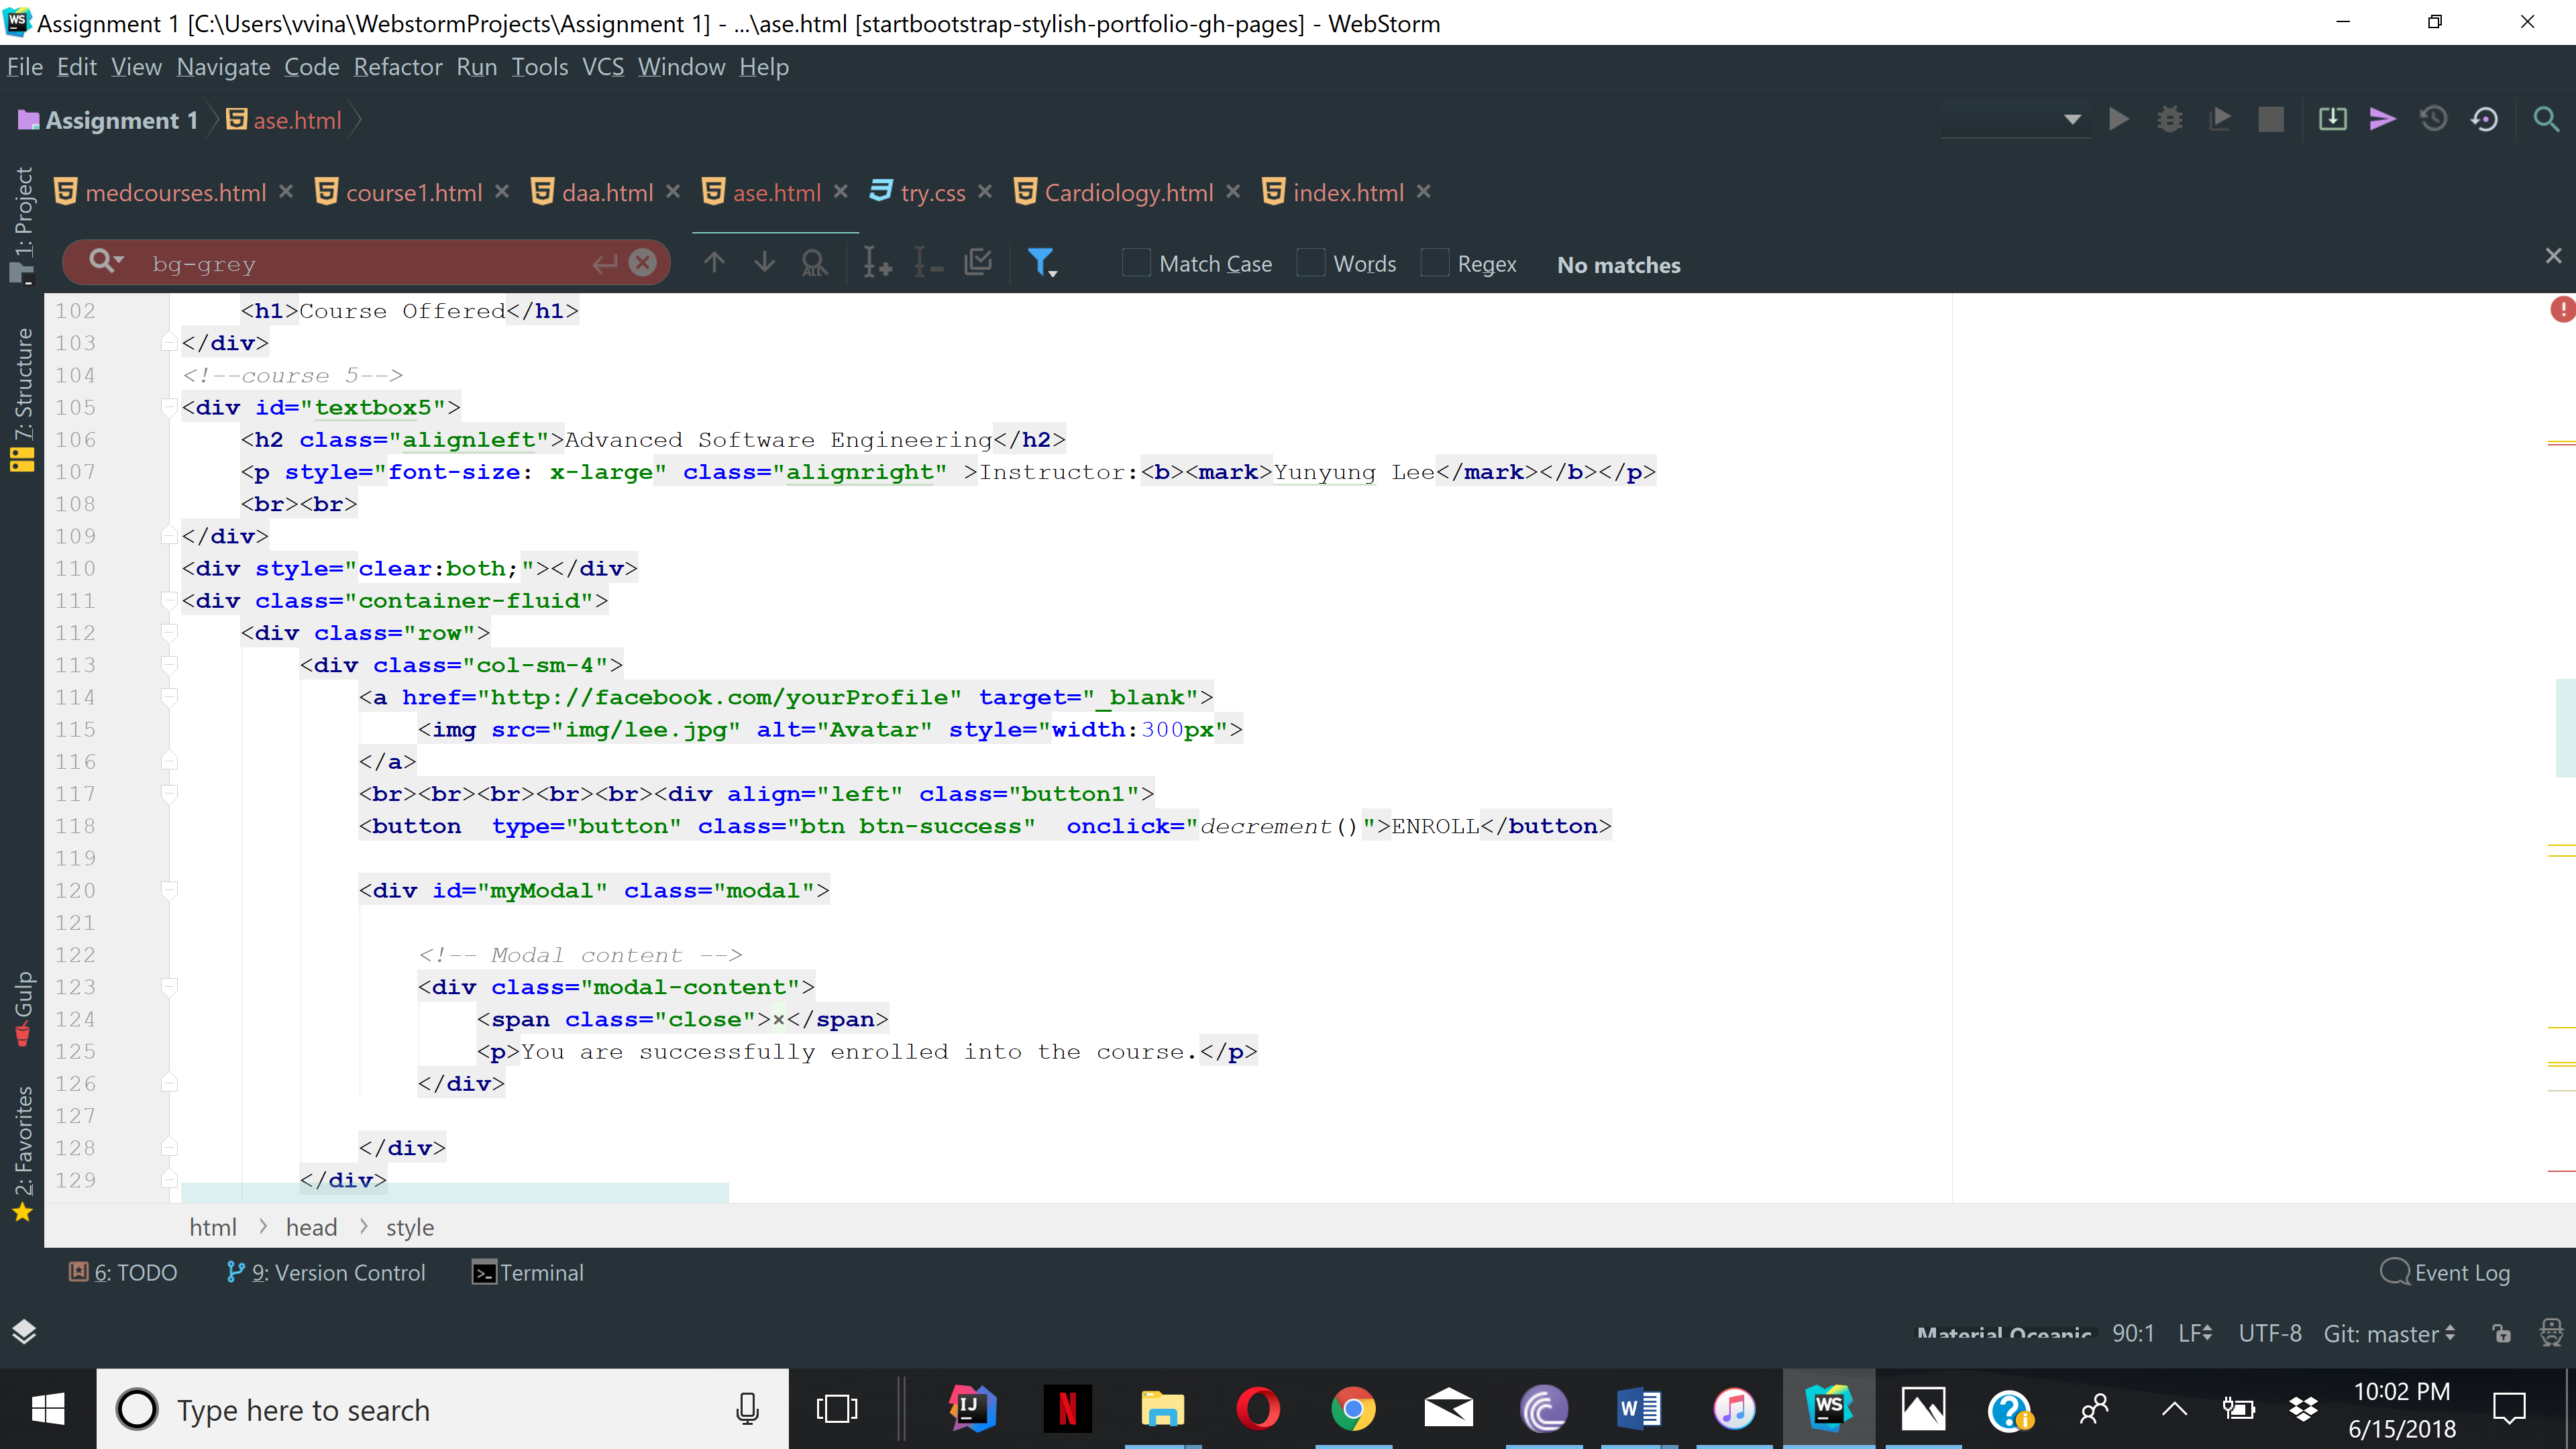 Assignment 1 [C:\Users\vvina\WebstormProjects\Assignment 1] - ...\ase.html [startbootstrap-stylish-portfolio-gh-pages] - WebStorm
File Edit View Navigate Code Refactor Run Tools VCS Window Help
Assignment 1 ase.html
medcourses.html course1.html daa.html ase.html try.css Cardiology.html index.html
bg-grey Match Case Words Regex No matches
1: Project
7: Structure
Gulp
2: Favorites
102 <h1>Course Offered</h1>
103 </div>
104 <!--course 5-->
105 <div id="textbox5">
106 <h2 class="alignleft">Advanced Software Engineering</h2>
107 <p style="font-size: x-large" class="alignright" >Instructor:<b><mark>Yunyung Lee</mark></b></p>
108 <br><br>
109 </div>
110 <div style="clear:both;"></div>
111 <div class="container-fluid">
112 <div class="row">
113 <div class="col-sm-4">
114 <a href="http://facebook.com/yourProfile" target="_blank">
115 <img src="img/lee.jpg" alt="Avatar" style="width:300px">
116 </a>
117 <br><br><br><br><br><div align="left" class="button1">
118 <button  type="button" class="btn btn-success"  onclick="decrement()">ENROLL</button>
119
120 <div id="myModal" class="modal">
121
122 <!-- Modal content -->
123 <div class="modal-content">
124 <span class="close">×</span>
125 <p>You are successfully enrolled into the course.</p>
126 </div>
127
128 </div>
129 </div>
html head style
6: TODO 9: Version Control Terminal Event Log
Material Oceanic 90:1 LF UTF-8 Git: master
Type here to search
10:02 PM
6/15/2018